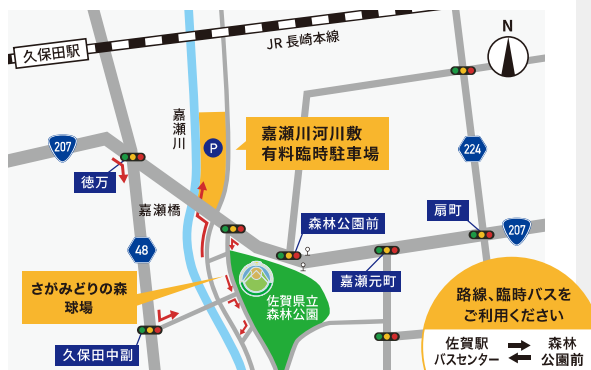 久保田駅
JR 長崎本線
N
嘉瀬川
嘉瀬川河川敷
有料臨時駐車場
P
207
224
徳万
嘉瀬橋
森林公園前
扇町
207
48
嘉瀬元町
さがみどりの森
球場
佐賀県立
森林公園
久保田中副
路線、臨時バスを
ご利用ください
佐賀駅
バスセンター
森林
公園前